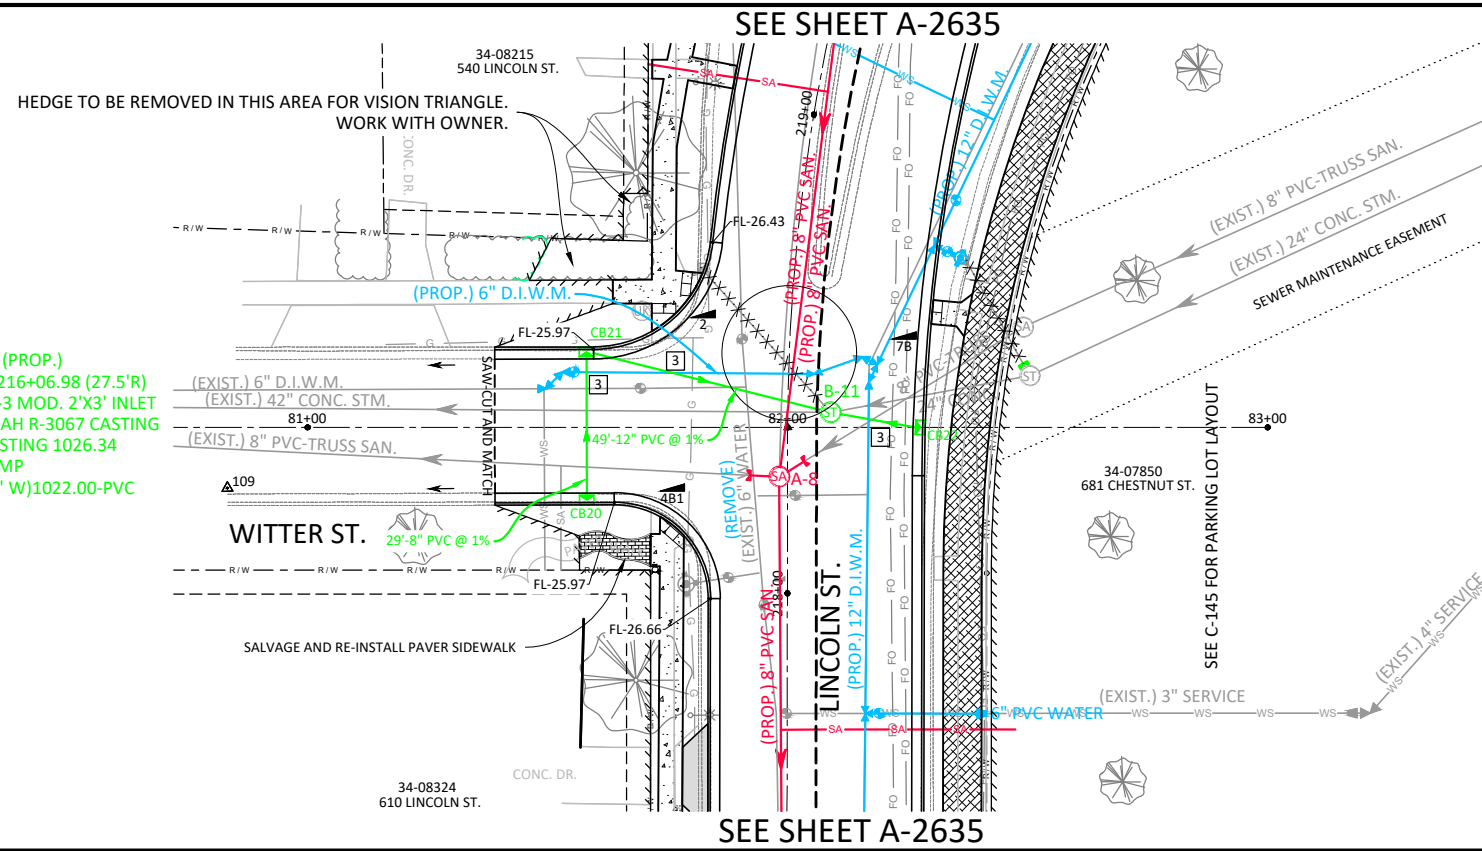 SEE SHEET A-2635
34-08215
540 LINCOLN ST.
HEDGE TO BE REMOVED IN THIS AREA FOR VISION TRIANGLE.
WORK WITH OWNER.
CONC. DR.
219+00
(PROP.) 12" D.I.W.M.
(PROP.) 8" PVC SAN.
(PROP.) 8" PVC SAN.
(EXIST.) 8" PVC-TRUSS SAN.
(EXIST.) 24" CONC. STM.
SEWER MAINTENANCE EASEMENT
FL-26.43
(PROP.) 6" D.I.W.M.
FL-25.97
CB21
2
7B
3
3
3
(PROP.)
216+06.98 (27.5'R)
-3 MOD. 2'X3' INLET
AH R-3067 CASTING
STING 1026.34
MP
' W)1022.00-PVC
(EXIST.) 6" D.I.W.M.
(EXIST.) 42" CONC. STM.
81+00
(EXIST.) 8" PVC-TRUSS SAN.
SAW-CUT AND MATCH
B-11
ST
82+00
83+00
49'-12" PVC @ 1%
SA
A-8
109
4B1
CB20
WITTER ST.
29'-8" PVC @ 1%
FL-25.97
(REMOVE)
(EXIST.) 6" WATER
218+00
FL-26.66
SALVAGE AND RE-INSTALL PAVER SIDEWALK
(PROP.) 8" PVC SAN
LINCOLN ST.
(PROP.) 12" D.I.W.M.
34-07850
681 CHESTNUT ST.
SEE C-145 FOR PARKING LOT LAYOUT
(EXIST.) 3" SERVICE
(EXIST.) 4" SERVICE
6" PVC WATER
CONC. DR.
34-08324
610 LINCOLN ST.
SEE SHEET A-2635